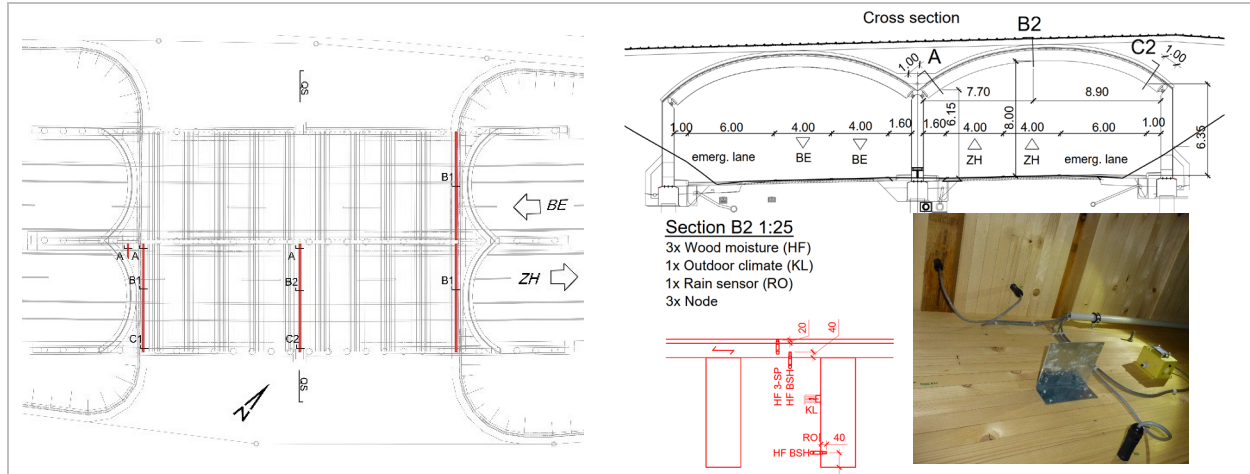 QS
B1
BE
A
A
A
ZH
B1
B2
B1
C1
C2
QS
N
Cross section
B2
A
C2
1.00
1.00
7.70
8.90
6.15
8.00
6.35
1.00
6.00
4.00
4.00
1.60
1.60
4.00
4.00
6.00
1.00
emerg. lane
BE
BE
ZH
ZH
emerg. lane
Section B2 1:25
3x Wood moisture (HF)
1x Outdoor climate (KL)
1x Rain sensor (RO)
3x Node
20
40
HF 3-SP
HF BSH
KL
RO
40
HF BSH